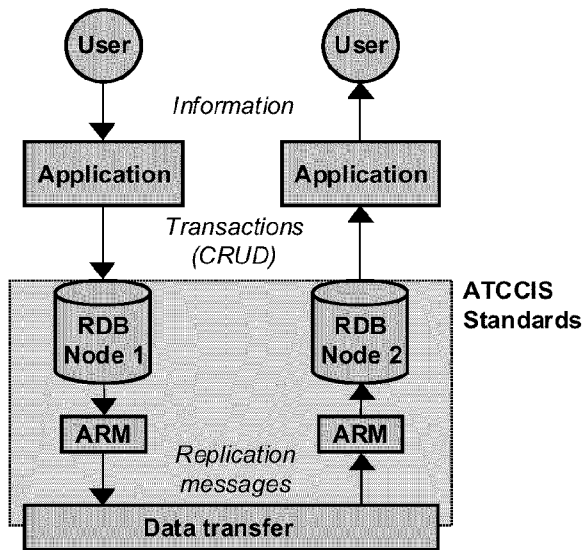 User
User
Information
Application
Application
Transactions
(CRUD)
ATCCIS
Standards
RDB
Node 1
RDB
Node 2
ARM
ARM
Replication
messages
Data transfer